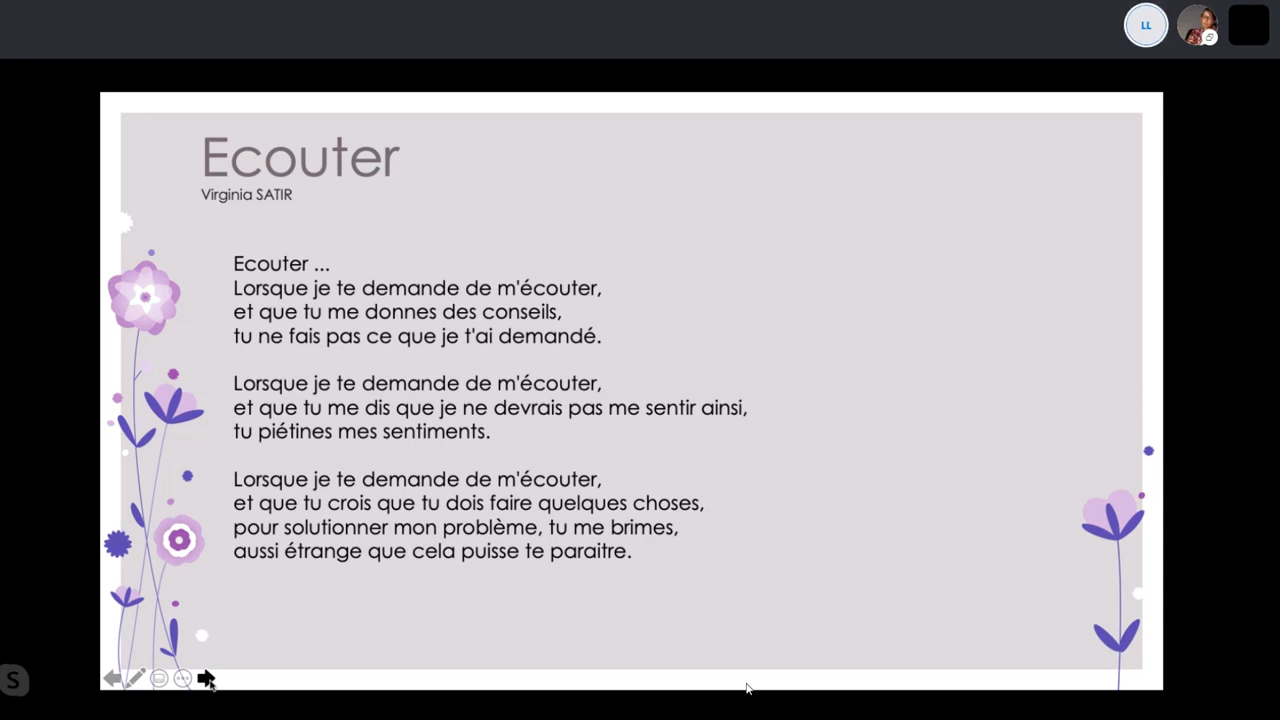 LL
Ecouter
Virginia SATIR
Ecouter ...
Lorsque je te demande de m'écouter,
et que tu me donnes des conseils,
tu ne fais pas ce que je t'ai demandé.
Lorsque je te demande de m'écouter,
et que tu me dis que je ne devrais pas me sentir ainsi,
tu piétines mes sentiments.
Lorsque je te demande de m'écouter,
et que tu crois que tu dois faire quelques choses,
pour solutionner mon problème, tu me brimes,
aussi étrange que cela puisse te paraitre.
S